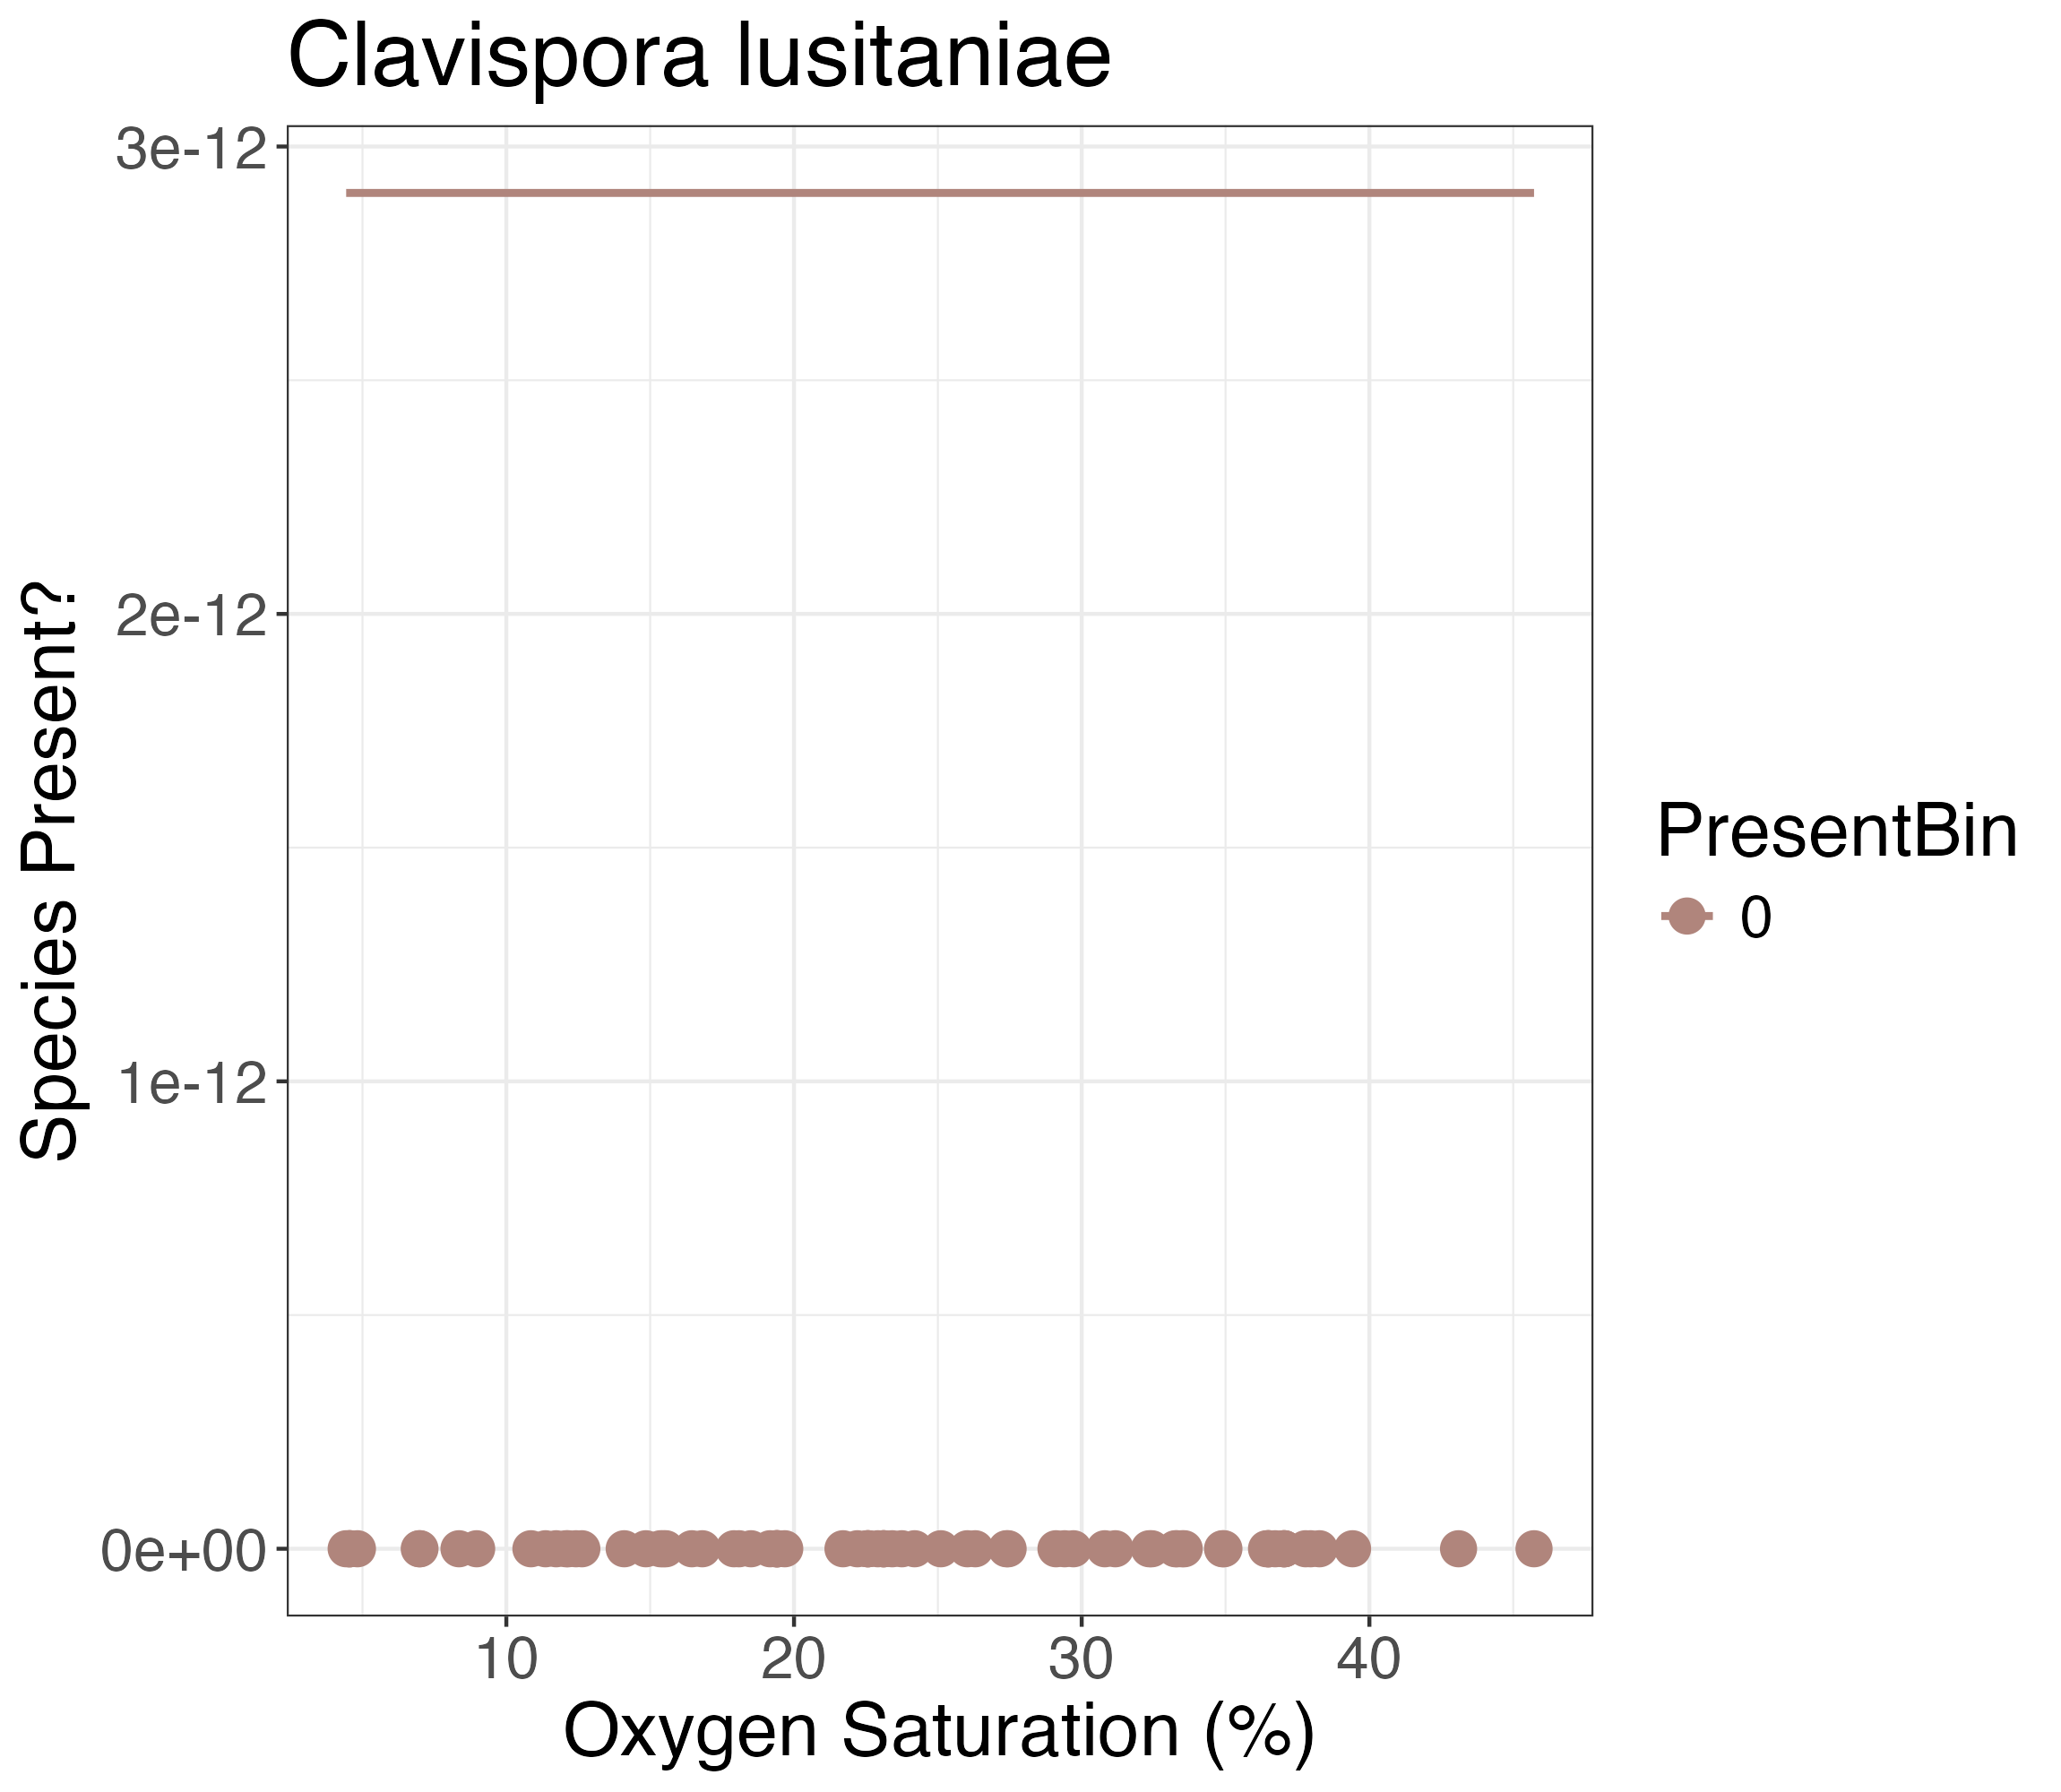 Clavispora lusitaniae
3e-12
2e-12
1e-12
0e+00
Species Present?
10 20 30 40
Oxygen Saturation (%)
PresentBin
0